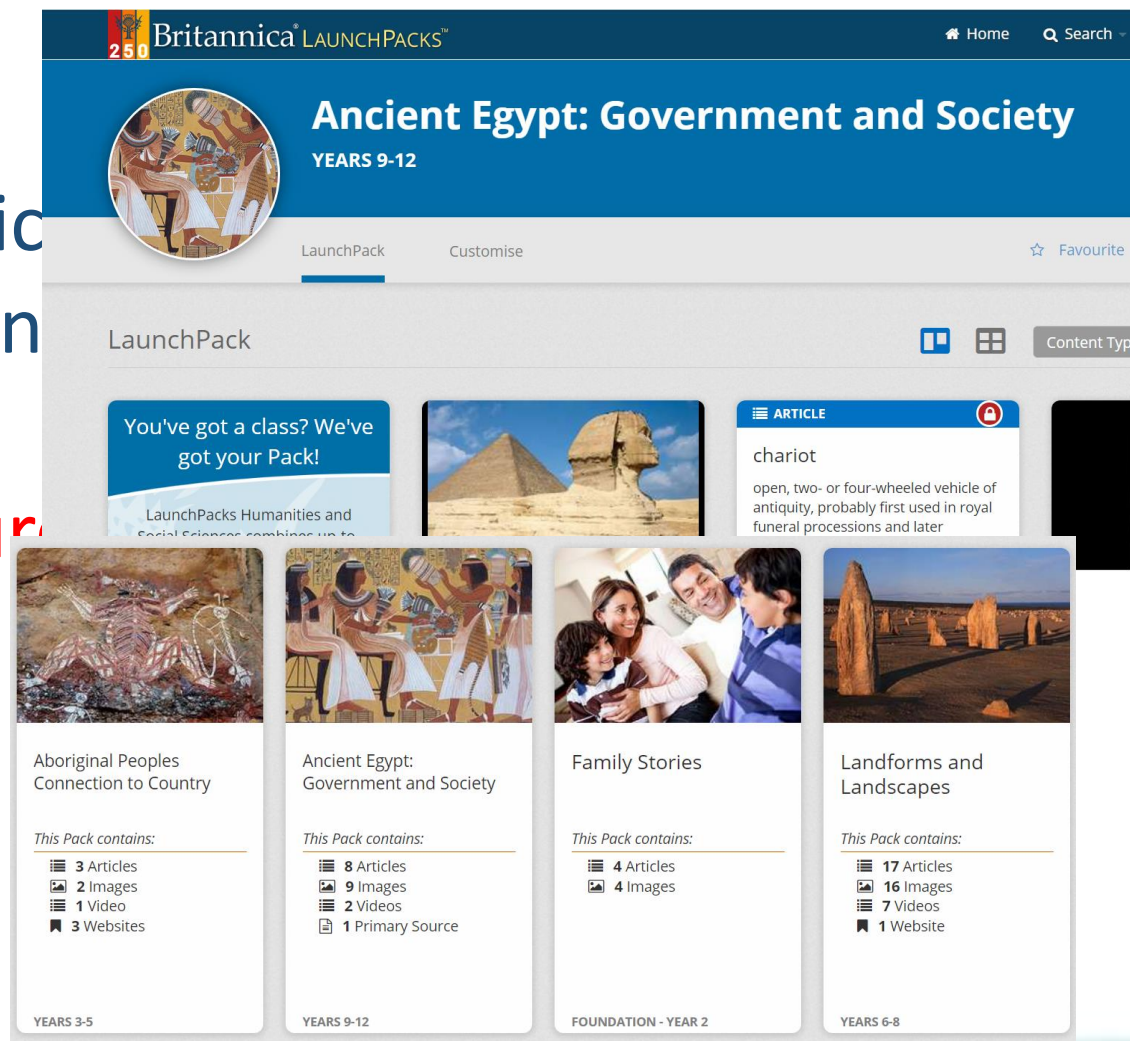 250 Britannica® LAUNCHPACKS™
Home
Search
Ancient Egypt: Government and Society
YEARS 9-12
LaunchPack
Customise
Favourite
LaunchPack
You've got a class? We've
got your Pack!
LaunchPacks Humanities and
Social Sciences combines up to
ARTICLE
chariot
open, two- or four-wheeled vehicle of
antiquity, probably first used in royal
funeral processions and later
Aboriginal Peoples
Connection to Country
This Pack contains:
3 Articles
2 Images
1 Video
3 Websites
YEARS 3-5
Ancient Egypt:
Government and Society
This Pack contains:
8 Articles
9 Images
2 Videos
1 Primary Source
YEARS 9-12
Family Stories
This Pack contains:
4 Articles
4 Images
FOUNDATION - YEAR 2
Landforms and
Landscapes
This Pack contains:
17 Articles
16 Images
7 Videos
1 Website
YEARS 6-8